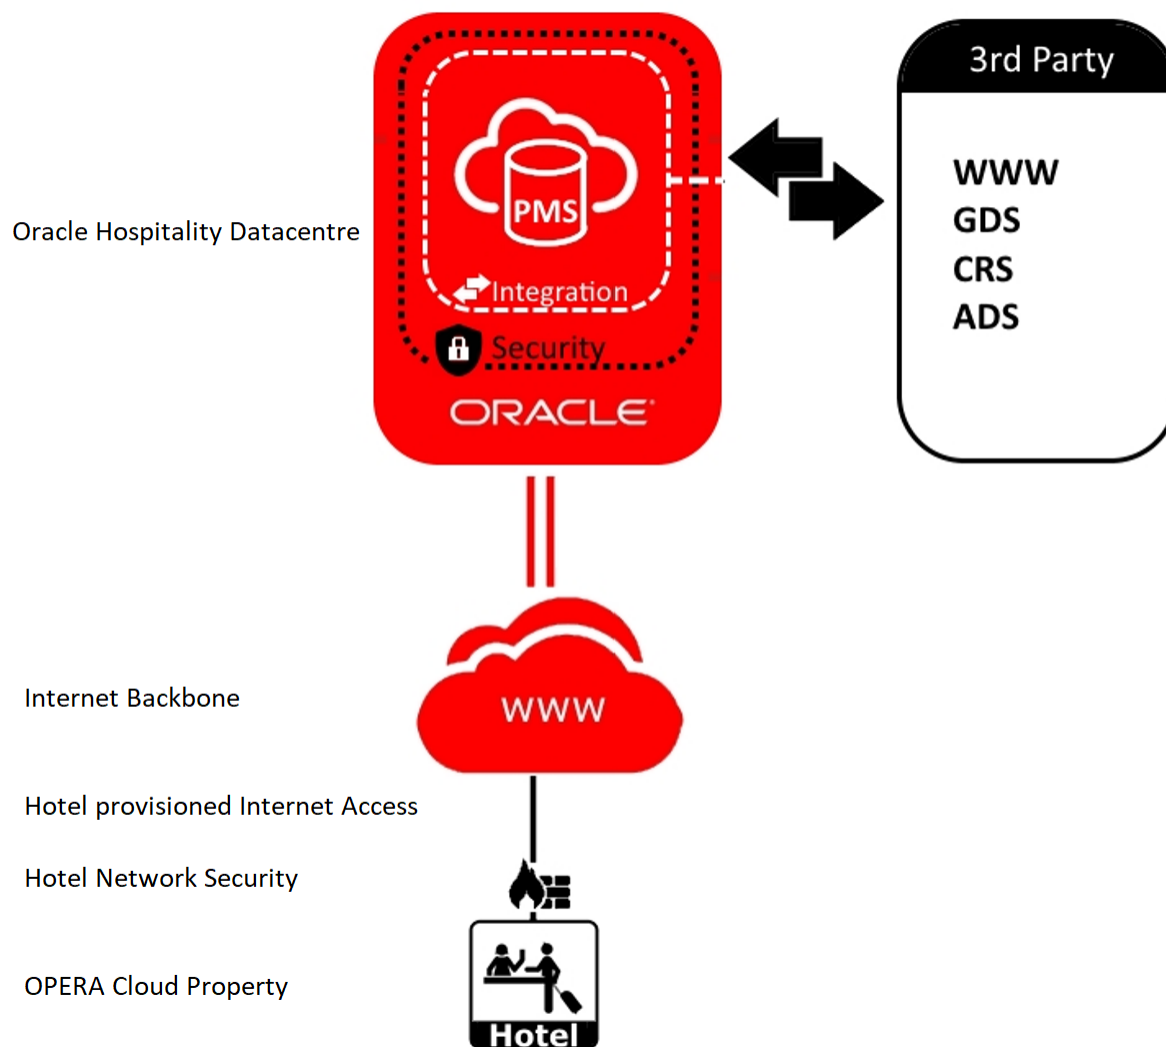 3rd Party
WWW
GDS
CRS
ADS
PMS
Oracle Hospitality Datacentre
Integration
Security
ORACLE
Internet Backbone
www
Hotel provisioned Internet Access
Hotel Network Security
OPERA Cloud Property
Hotel